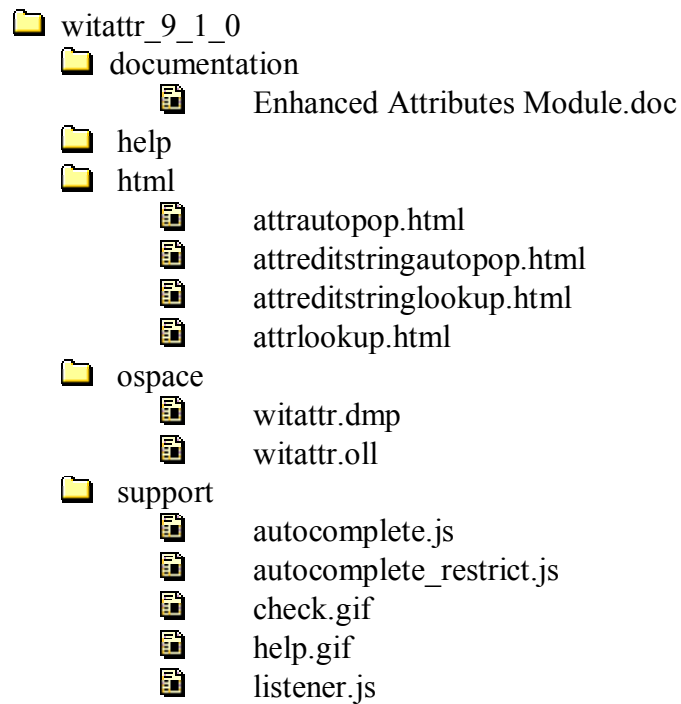 witattr_9_1_0
documentation
Enhanced Attributes Module.doc
help
html
attrautopop.html
attreditstringautopop.html
attreditstringlookup.html
attrlookup.html
ospace
witattr.dmp
witattr.oll
support
autocomplete.js
autocomplete_restrict.js
check.gif
help.gif
listener.js